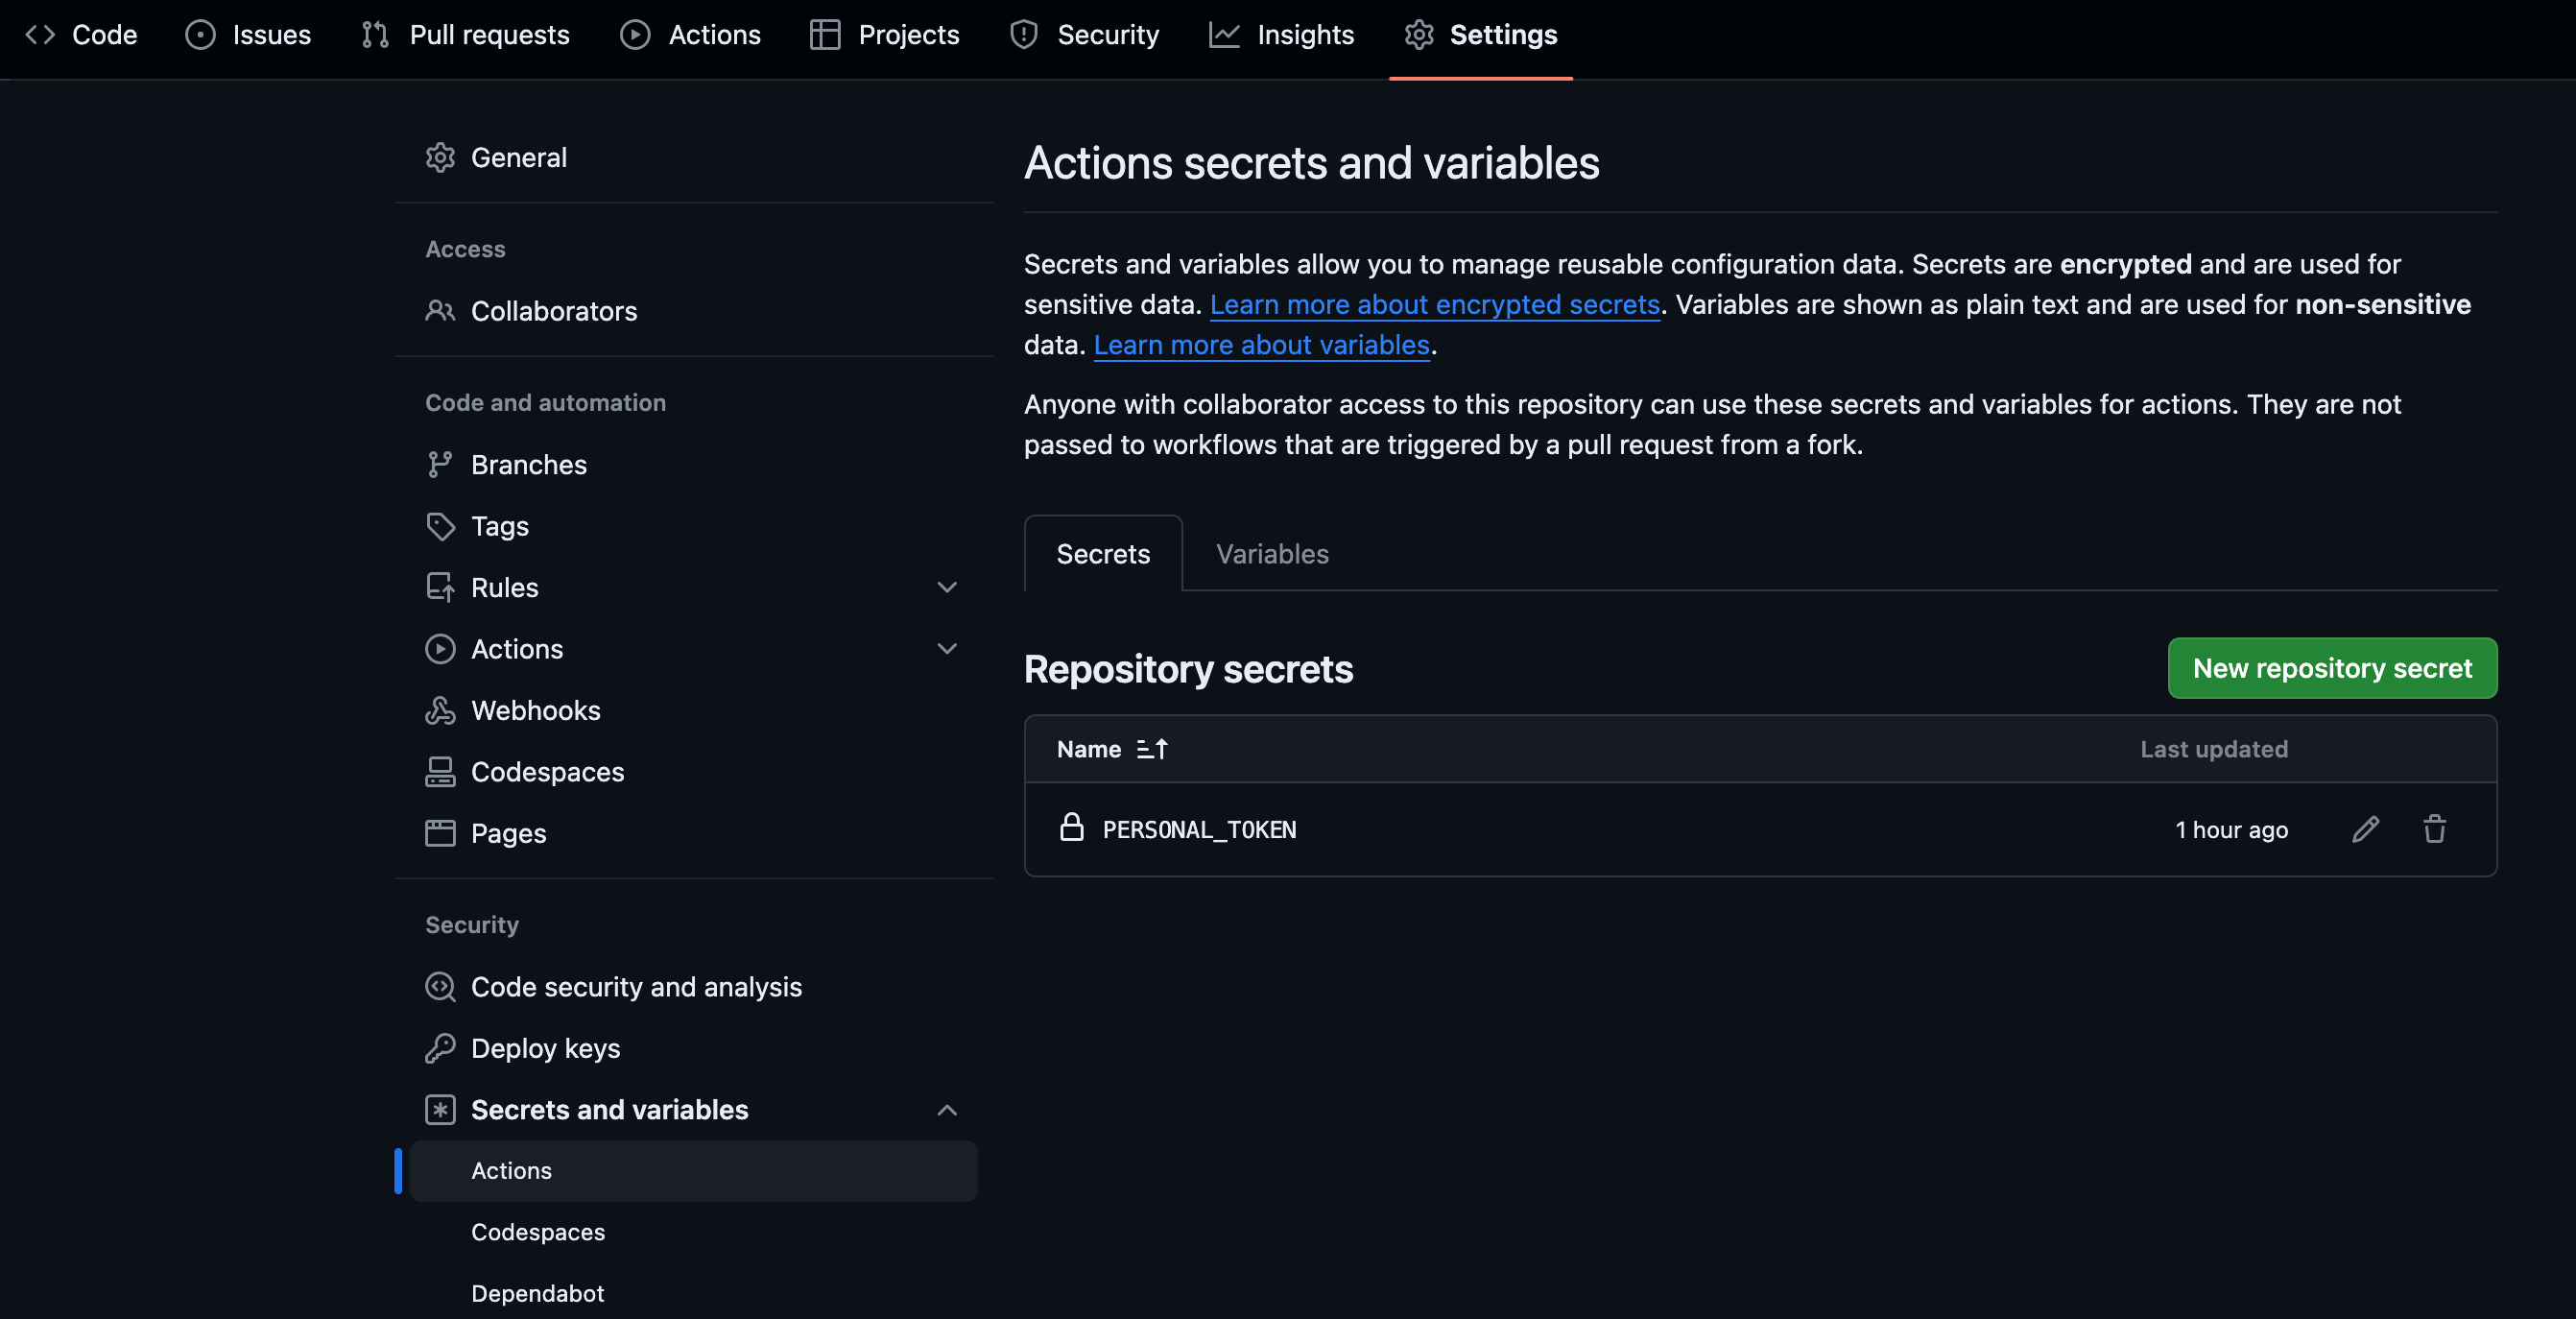 Code Issues Pull requests Actions Projects Security Insights Settings
General
Access
Collaborators
Code and automation
Branches
Tags
Rules
Actions
Webhooks
Codespaces
Pages
Security
Code security and analysis
Deploy keys
Secrets and variables
Actions
Codespaces
Dependabot
Actions secrets and variables
Secrets and variables allow you to manage reusable configuration data. Secrets are encrypted and are used for
sensitive data. Learn more about encrypted secrets. Variables are shown as plain text and are used for non-sensitive
data. Learn more about variables.
Anyone with collaborator access to this repository can use these secrets and variables for actions. They are not
passed to workflows that are triggered by a pull request from a fork.
Secrets Variables
Repository secrets New repository secret
Name Last updated
PERSONAL_TOKEN 1 hour ago